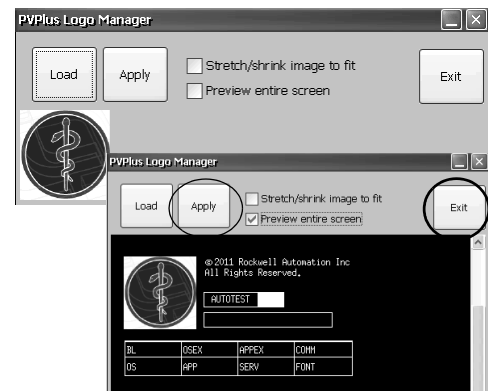 PVPlus Logo Manager
Load
Apply
Stretch/shrink image to fit
Preview entire screen
Exit
PVPlus Logo Manager
Load
Apply
Stretch/shrink image to fit
Preview entire screen
Exit
© 2011 Rockwell Automation Inc
All Rights Reserved.
AUTOTEST
BL OSEX APPEX COMM
OS APP SERV FONT